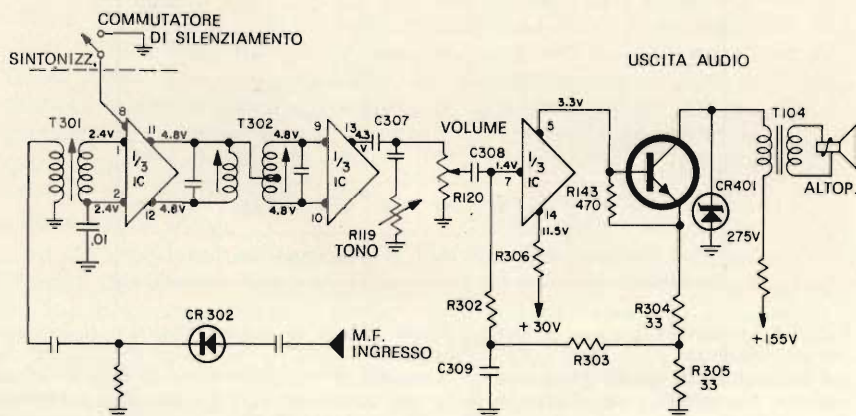 COMMUTATORE
DI SILENZIAMENTO
SINTONIZZ.
USCITA AUDIO
T301
2.4V
8
1
1/3
IC
2
2.4V
11
4.8V
12
4.8V
.01
T302
4.8V
4.8V
9
1/3
IC
10
13
4.3
V
C307
R119
TONO
VOLUME
R120
C308
1.4V
7
1/3
IC
5
3.3V
14
11.5V
R306
+30V
R143
470
CR401
275V
T104
ALTOP.
R302
C309
R303
R304
33
R305
33
+155V
CR302
M.F.
INGRESSO